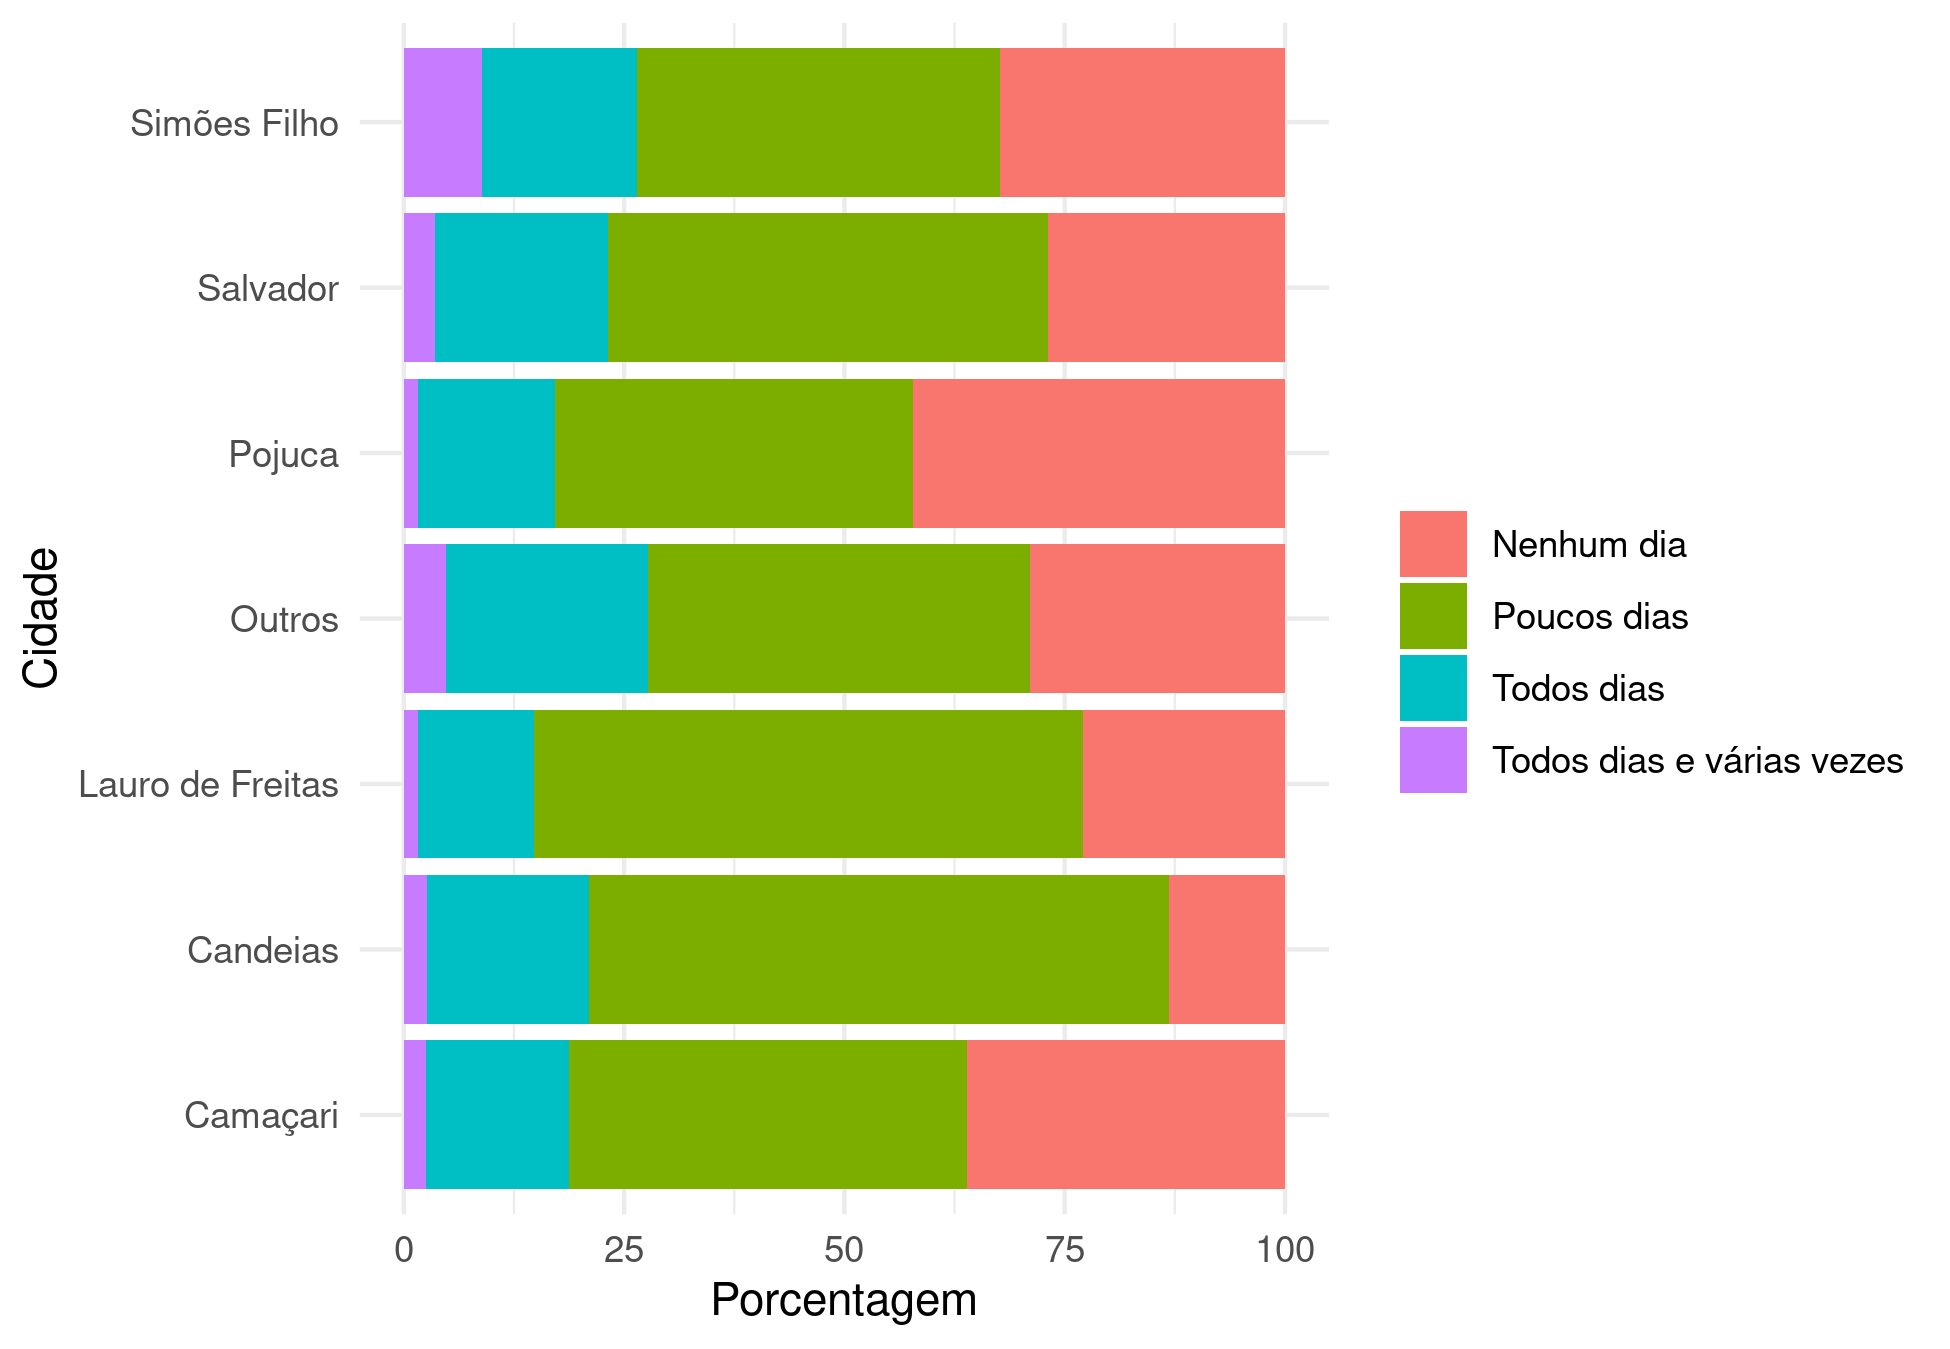 Simões Filho
Salvador
Pojuca
Outros
Lauro de Freitas
Candeias
Camaçari
Cidade
0 25 50 75 100
Porcentagem
Nenhum dia
Poucos dias
Todos dias
Todos dias e várias vezes